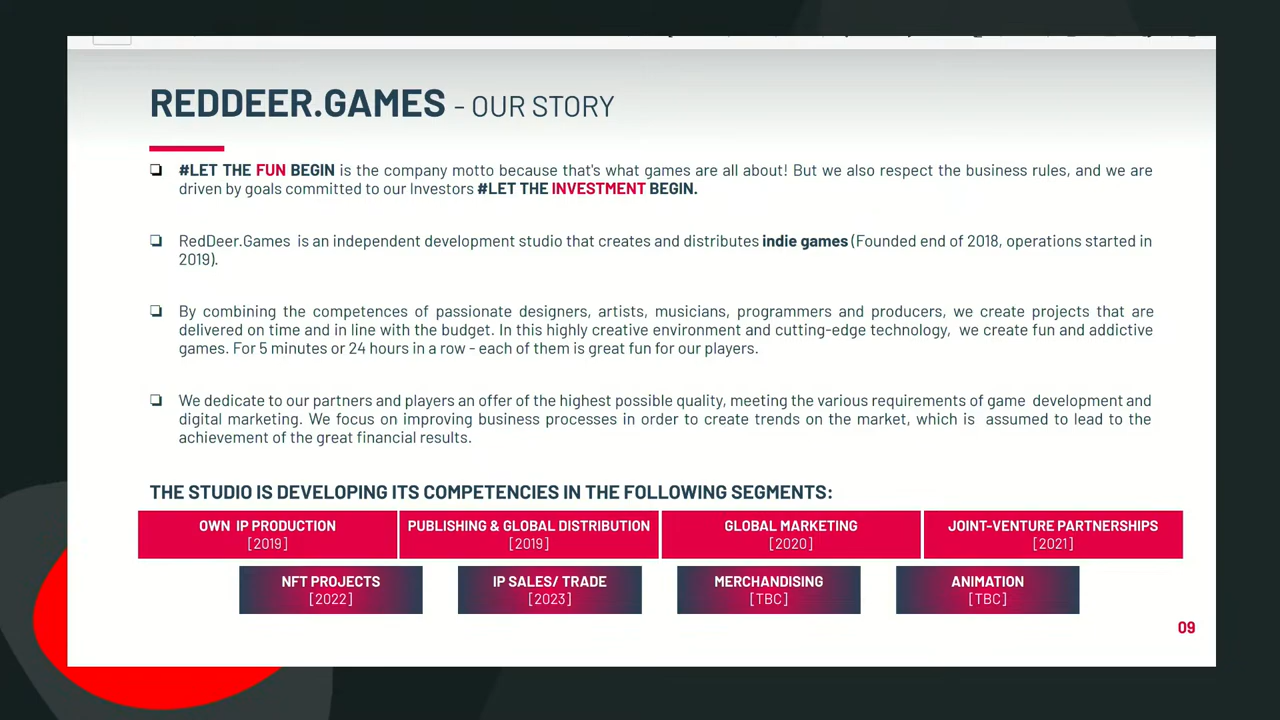 REDDEER.GAMES - OUR STORY
#LET THE FUN BEGIN is the company motto because that's what games are all about! But we also respect the business rules, and we are
driven by goals committed to our Investors #LET THE INVESTMENT BEGIN.
RedDeer.Games is an independent development studio that creates and distributes indie games (Founded end of 2018, operations started in
2019).
By combining the competences of passionate designers, artists, musicians, programmers and producers, we create projects that are
delivered on time and in line with the budget. In this highly creative environment and cutting-edge technology, we create fun and addictive
games. For 5 minutes or 24 hours in a row - each of them is great fun for our players.
We dedicate to our partners and players an offer of the highest possible quality, meeting the various requirements of game development and
digital marketing. We focus on improving business processes in order to create trends on the market, which is assumed to lead to the
achievement of the great financial results.
THE STUDIO IS DEVELOPING ITS COMPETENCIES IN THE FOLLOWING SEGMENTS:
OWN IP PRODUCTION
[2019]
PUBLISHING & GLOBAL DISTRIBUTION
[2019]
GLOBAL MARKETING
[2020]
JOINT-VENTURE PARTNERSHIPS
[2021]
NFT PROJECTS
[2022]
IP SALES/ TRADE
[2023]
MERCHANDISING
[TBC]
ANIMATION
[TBC]
09